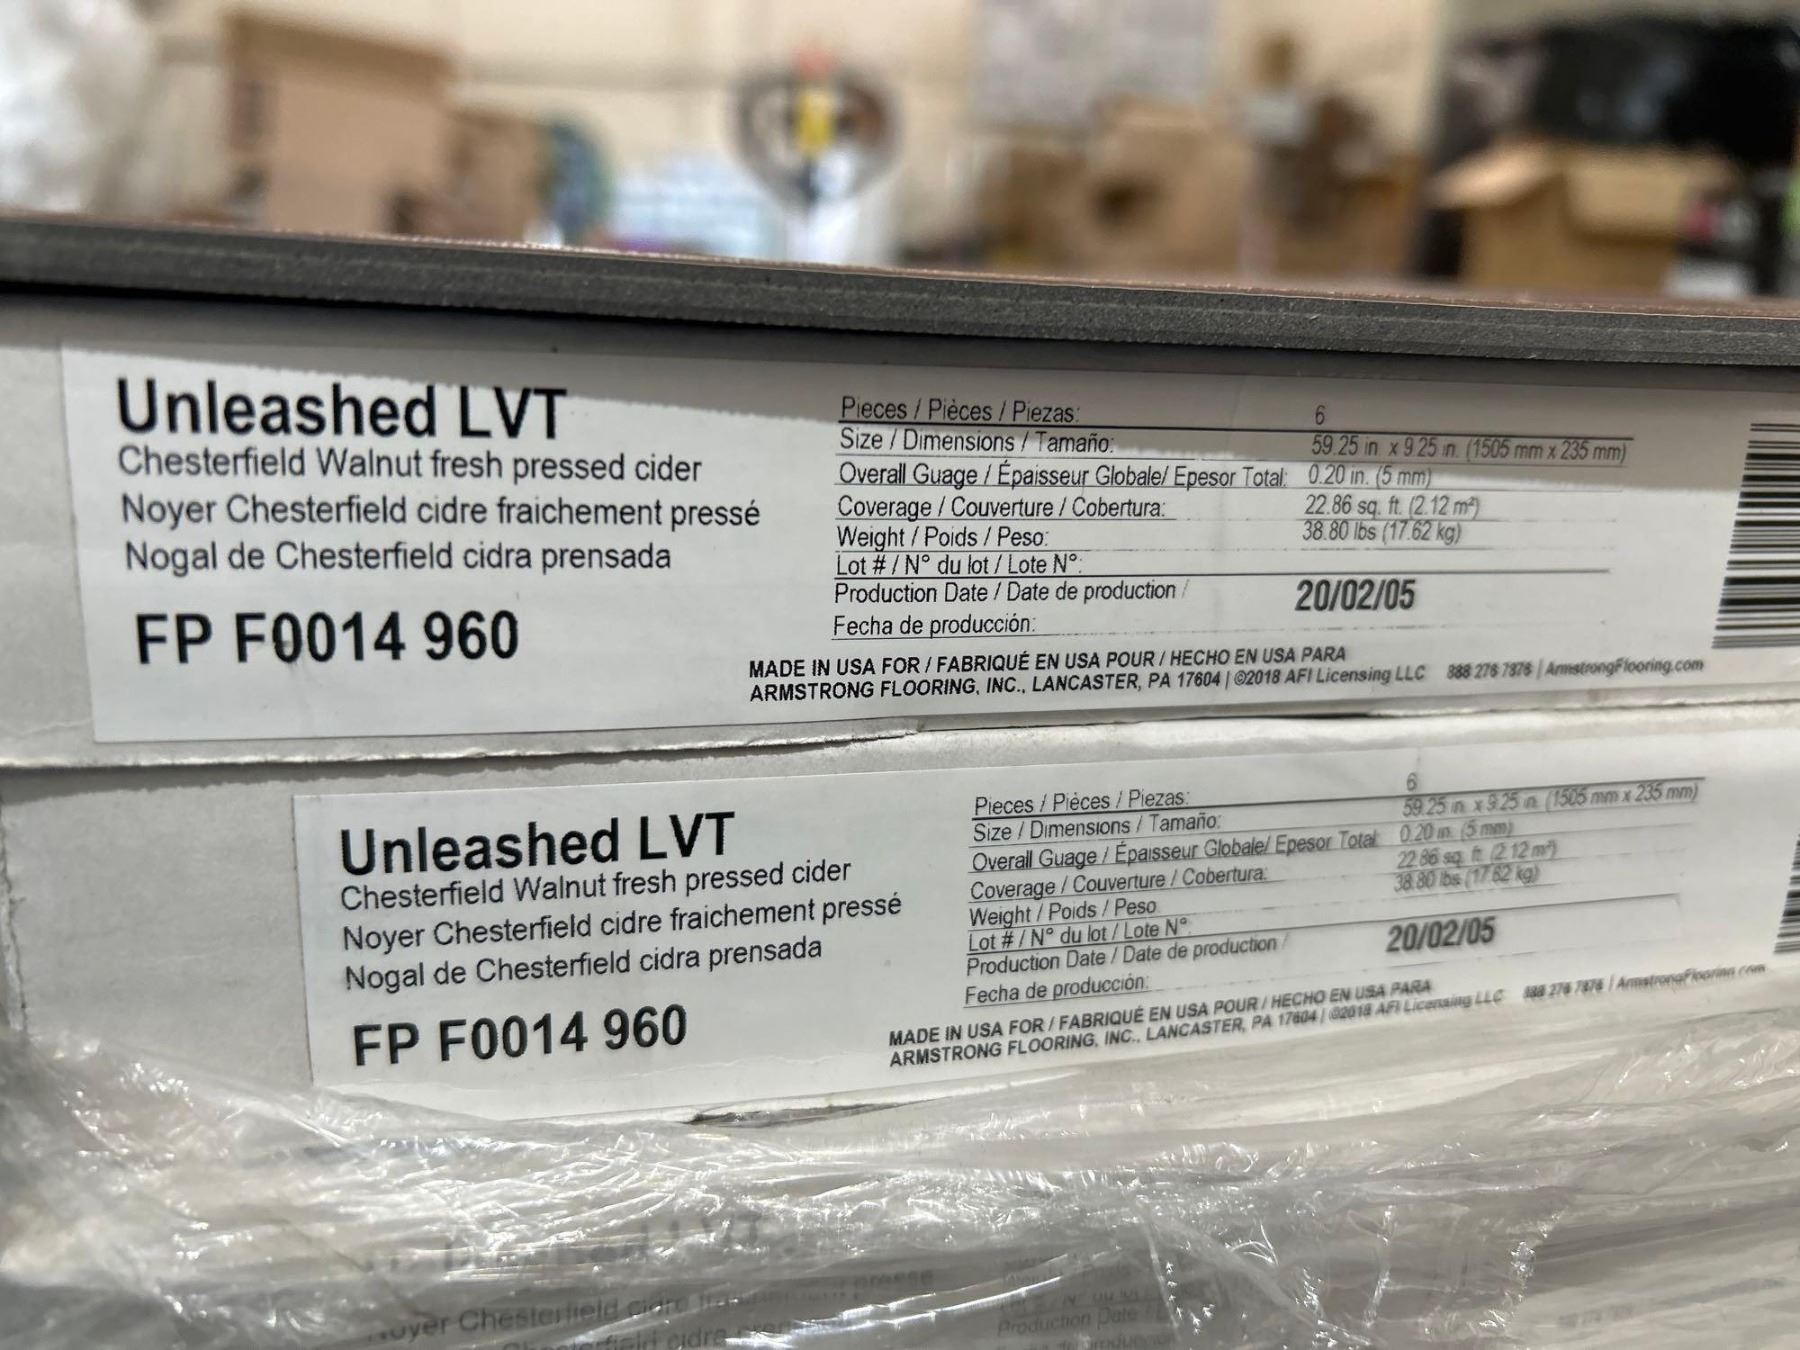 Unleashed LVT
Chesterfield Walnut fresh pressed cider
Noyer Chesterfield cidre fraichement pressé
Nogal de Chesterfield cidra prensada
FP F0014 960
Pieces / Pièces / Piezas: 6
Size / Dimensions / Tamaño: 59.25 in. x 9.25 in. (1505 mm x 235 mm)
Overall Guage / Épaisseur Globale/ Epesor Total: 0.20 in. (5 mm)
Coverage / Couverture / Cobertura: 22.86 sq. ft. (2.12 m²)
Weight / Poids / Peso: 38.80 lbs (17.62 kg)
Lot # / N° du lot / Lote N°:
Production Date / Date de production / 20/02/05
Fecha de producción:
MADE IN USA FOR / FABRIQUÉ EN USA POUR / HECHO EN USA PARA
ARMSTRONG FLOORING, INC., LANCASTER, PA 17604 | ©2018 AFI Licensing LLC 888 276 7876 | ArmstrongFlooring.com
Unleashed LVT
Chesterfield Walnut fresh pressed cider
Noyer Chesterfield cidre fraichement pressé
Nogal de Chesterfield cidra prensada
FP F0014 960
Pieces / Pièces / Piezas: 6
Size / Dimensions / Tamaño: 59.25 in. x 9.25 in. (1505 mm x 235 mm)
Overall Guage / Épaisseur Globale/ Epesor Total: 0.20 in. (5 mm)
Coverage / Couverture / Cobertura: 22.86 sq. ft. (2.12 m²)
Weight / Poids / Peso 38.80 lbs (17.62 kg)
Lot # / N° du lot / Lote N°:
Production Date / Date de production / 20/02/05
Fecha de producción:
MADE IN USA FOR / FABRIQUÉ EN USA POUR / HECHO EN USA PARA
ARMSTRONG FLOORING, INC., LANCASTER, PA 17604 | ©2018 AFI Licensing LLC 888 276 7876 | ArmstrongFlooring.com
Noyer Chesterfield cidre
cidra
Production Date